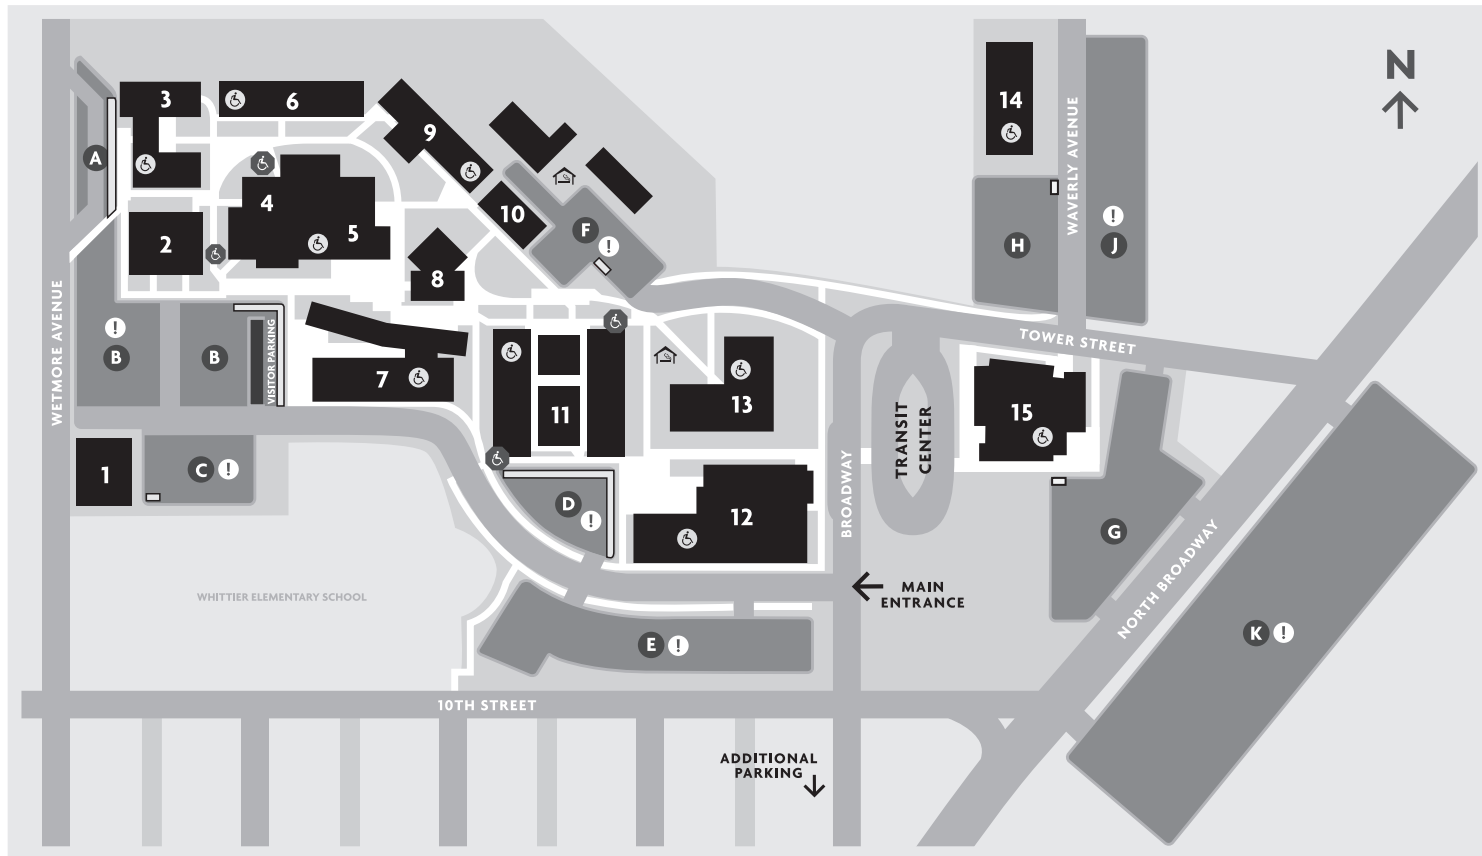 N
14
3
6
9
A
4
5
10
2
F
!
8
H
!
J
WAVERLY AVENUE
WETMORE AVENUE
!
B
B
VISITOR PARKING
7
11
13
TOWER STREET
15
TRANSIT
CENTER
BROADWAY
1
C
!
D
!
12
G
NORTH BROADWAY
MAIN
ENTRANCE
WHITTIER ELEMENTARY SCHOOL
E
!
K
!
10TH STREET
ADDITIONAL
PARKING